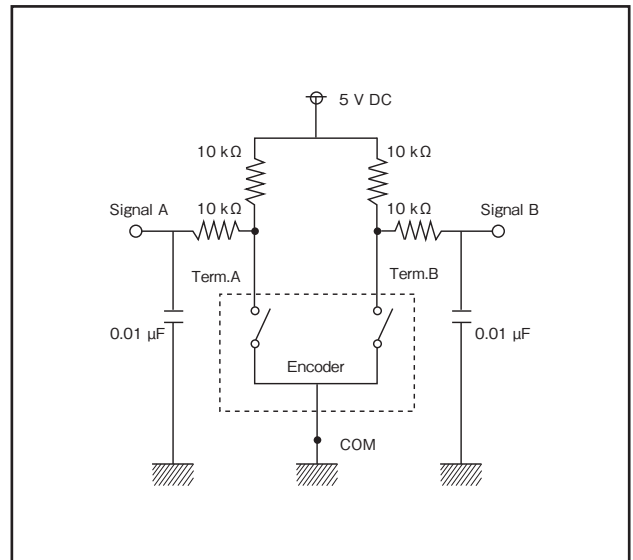 5 V DC
10 kΩ
10 kΩ
Signal A
10 kΩ
10 kΩ
Signal B
Term.A
Term.B
0.01 µF
0.01 µF
Encoder
COM